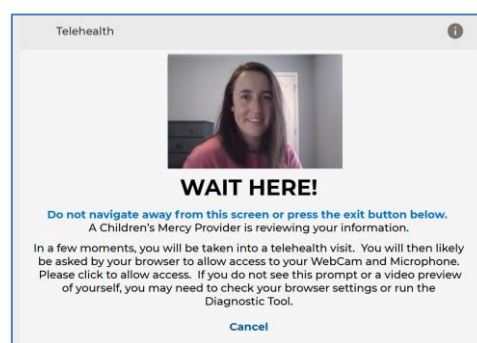 Telehealth
WAIT HERE!
Do not navigate away from this screen or press the exit button below.
A Children's Mercy Provider is reviewing your information.
In a few moments, you will be taken into a telehealth visit. You will then likely
be asked by your browser to allow access to your WebCam and Microphone.
Please click to allow access. If you do not see this prompt or a video preview
of yourself, you may need to check your browser settings or run the
Diagnostic Tool.
Cancel